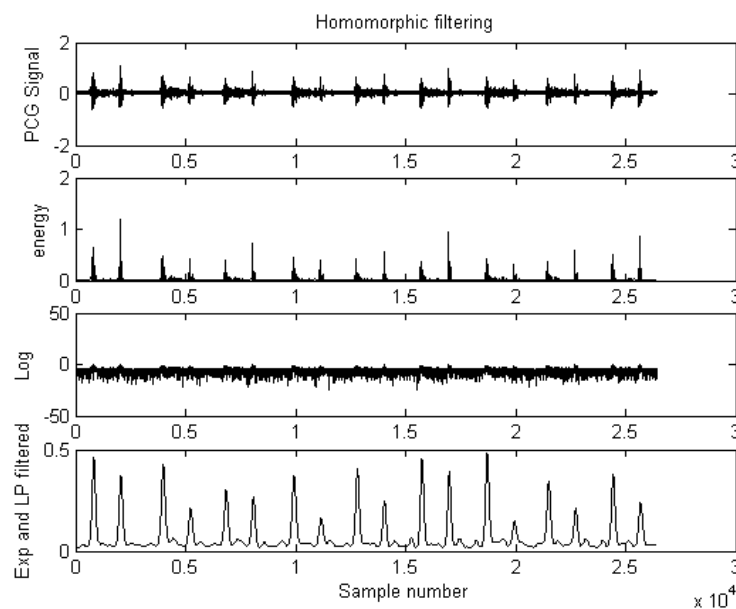 Homomorphic filtering
PCG Signal
2
0
-2
0 0.5 1 1.5 2 2.5 3
energy
2
1
0
0 0.5 1 1.5 2 2.5 3
Log
50
0
-50
0 0.5 1 1.5 2 2.5 3
Exp and LP filtered
0.5
0
0 0.5 1 1.5 2 2.5 3
Sample number
x 10^4